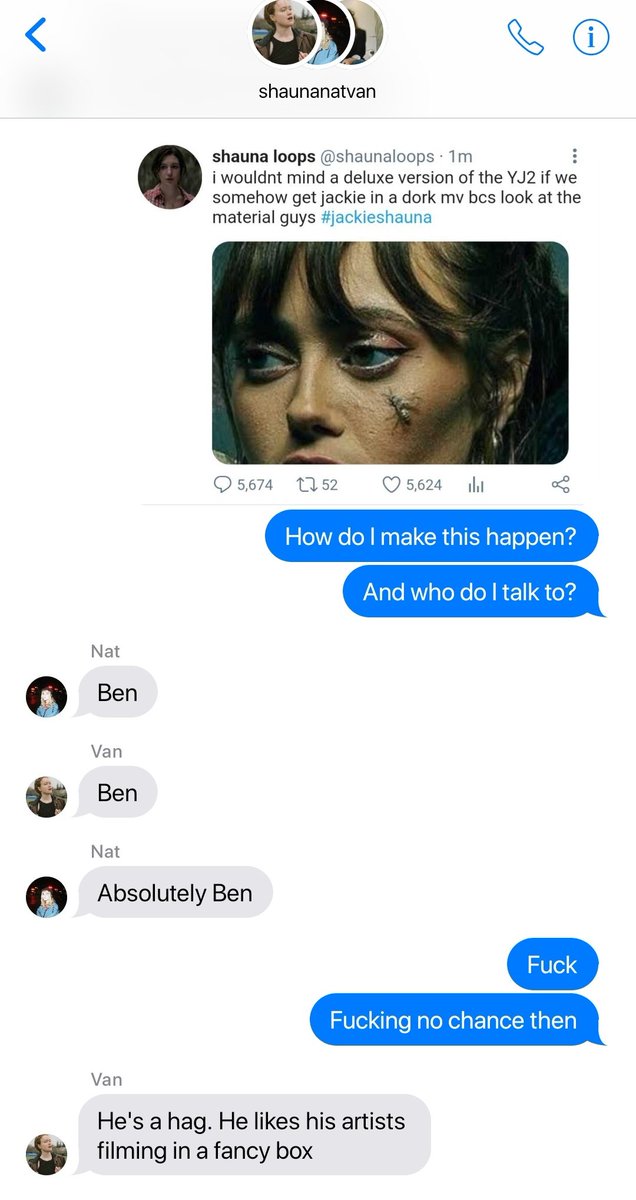 shaunanatvan
shauna loops @shaunaloops · 1m
i wouldnt mind a deluxe version of the YJ2 if we
somehow get jackie in a dork mv bcs look at the
material guys #jackieshauna
5,674 52 5,624
How do I make this happen?
And who do I talk to?
Nat
Ben
Van
Ben
Nat
Absolutely Ben
Fuck
Fucking no chance then
Van
He's a hag. He likes his artists
filming in a fancy box